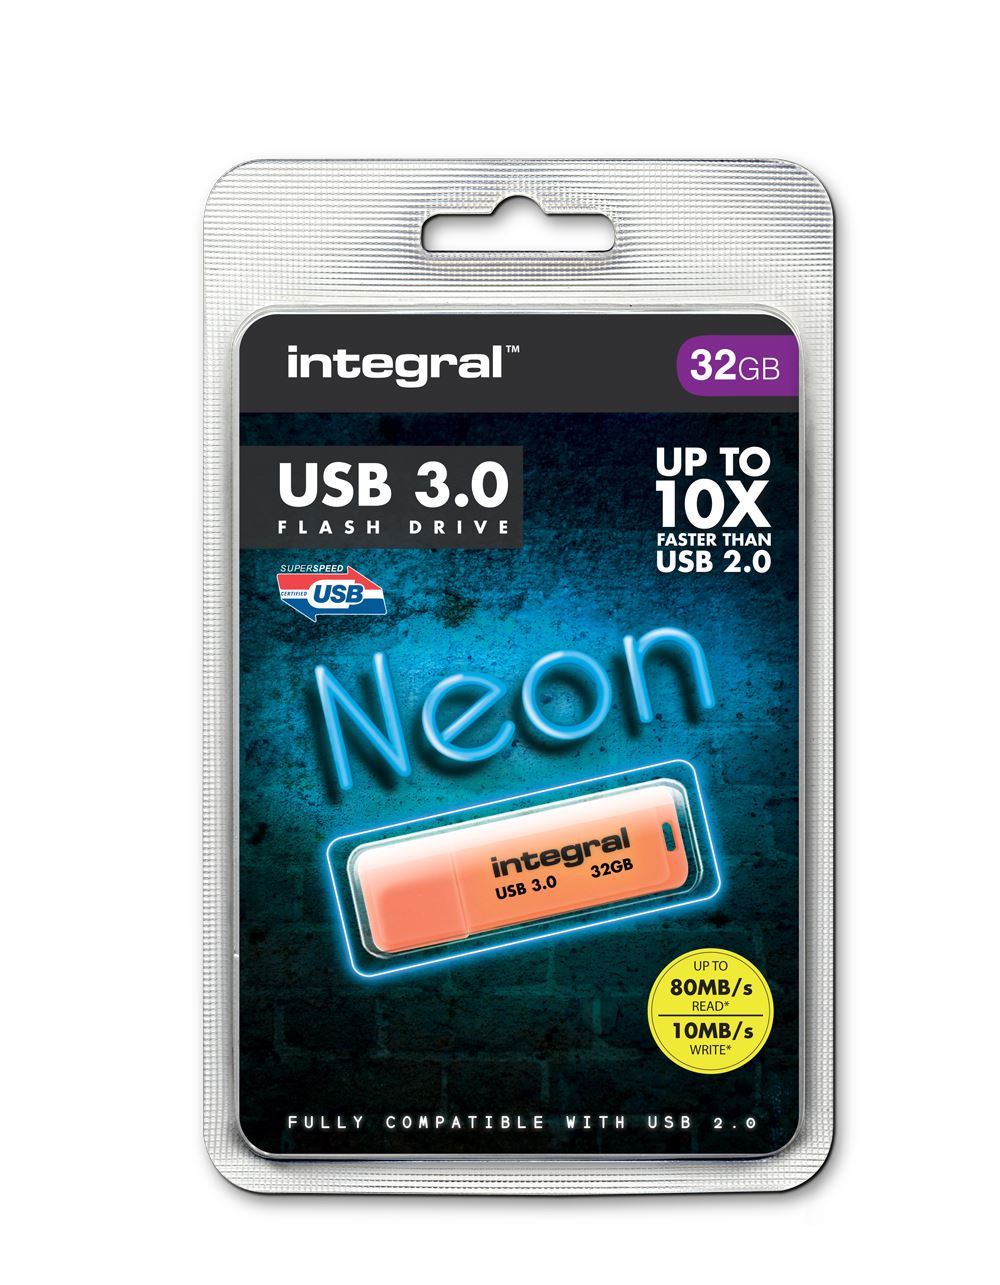 integral™
32GB
USB 3.0
FLASH DRIVE
UP TO
10X
FASTER THAN
USB 2.0
SUPERSPEED
CERTIFIED USB
Neon
integral
USB 3.0 32GB
UP TO
80MB/s
READ*
10MB/s
WRITE*
FULLY COMPATIBLE WITH USB 2.0